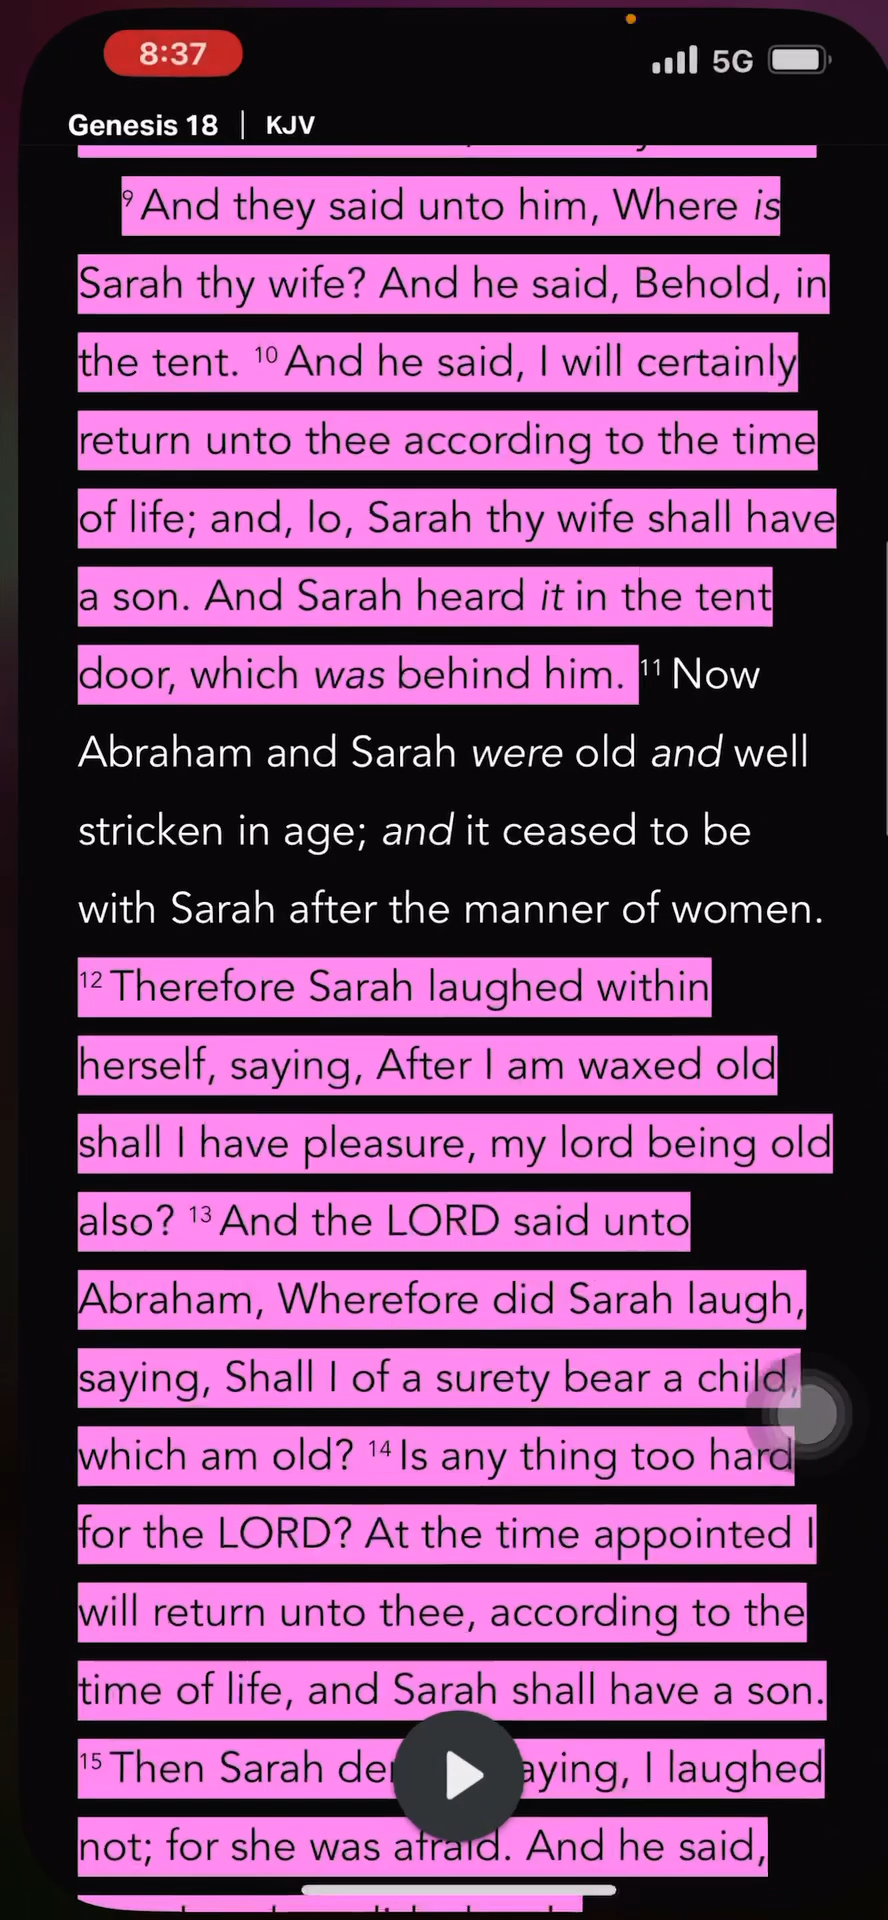 8:37
5G
Genesis 18 | KJV
9 And they said unto him, Where is
Sarah thy wife? And he said, Behold, in
the tent. 10 And he said, I will certainly
return unto thee according to the time
of life; and, lo, Sarah thy wife shall have
a son. And Sarah heard it in the tent
door, which was behind him. 11 Now
Abraham and Sarah were old and well
stricken in age; and it ceased to be
with Sarah after the manner of women.
12 Therefore Sarah laughed within
herself, saying, After I am waxed old
shall I have pleasure, my lord being old
also? 13 And the LORD said unto
Abraham, Wherefore did Sarah laugh,
saying, Shall I of a surety bear a child,
which am old? 14 Is any thing too hard
for the LORD? At the time appointed I
will return unto thee, according to the
time of life, and Sarah shall have a son.
15 Then Sarah I laughed
not; for she was afraid. And he said,